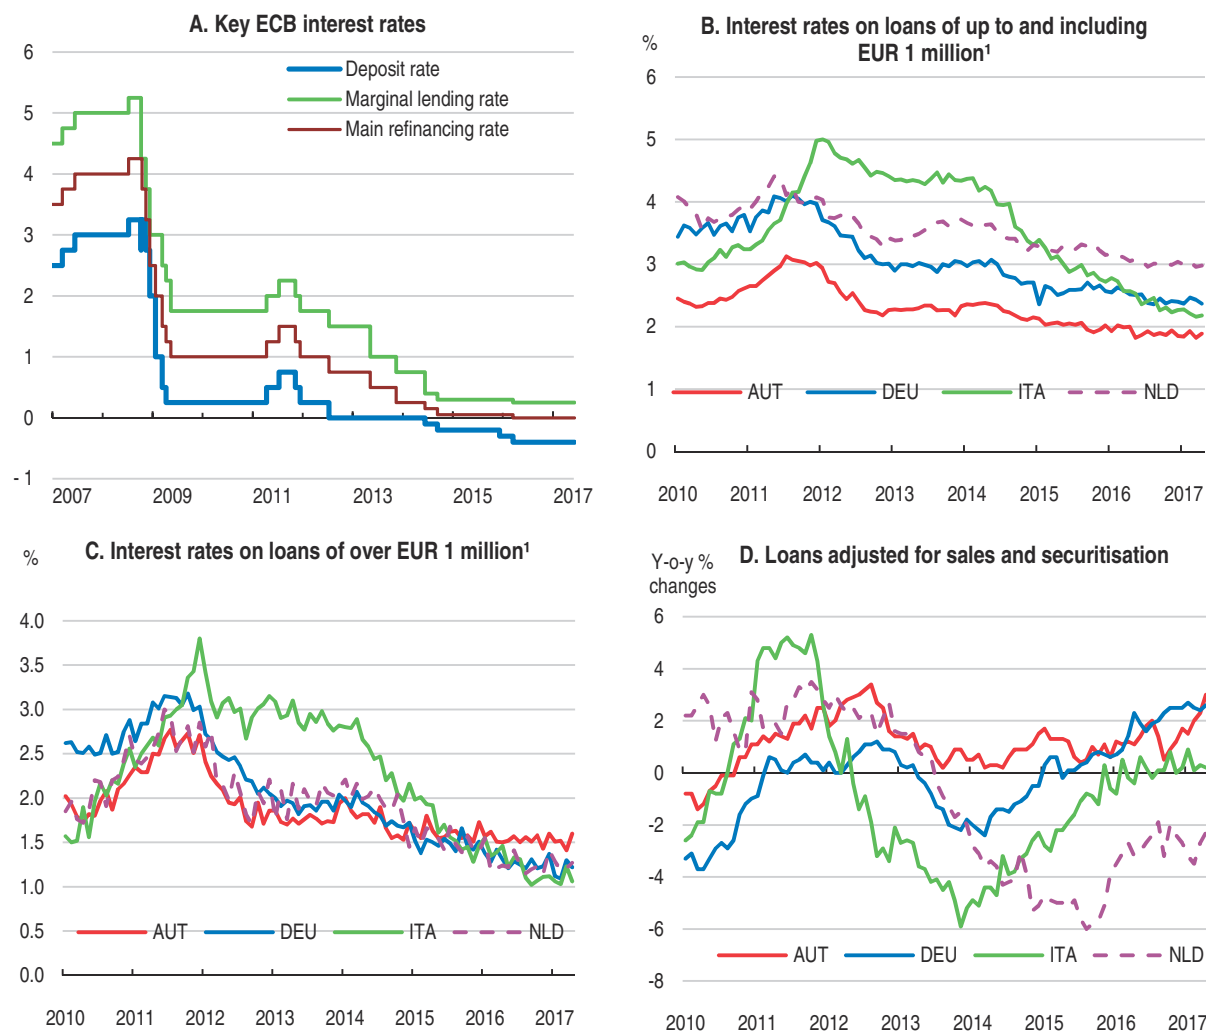 A. Key ECB interest rates
6
5
4
3
2
1
0
- 1
Deposit rate
Marginal lending rate
Main refinancing rate
2007 2009 2011 2013 2015 2017
B. Interest rates on loans of up to and including
EUR 1 million¹
%
6
5
4
3
2
1
0
AUT DEU ITA NLD
2010 2011 2012 2013 2014 2015 2016 2017
C. Interest rates on loans of over EUR 1 million¹
%
4.0
3.5
3.0
2.5
2.0
1.5
1.0
0.5
0.0
AUT DEU ITA NLD
2010 2011 2012 2013 2014 2015 2016 2017
D. Loans adjusted for sales and securitisation
Y-o-y %
changes
6
4
2
0
-2
-4
-6
-8
AUT DEU ITA NLD
2010 2011 2012 2013 2014 2015 2016 2017